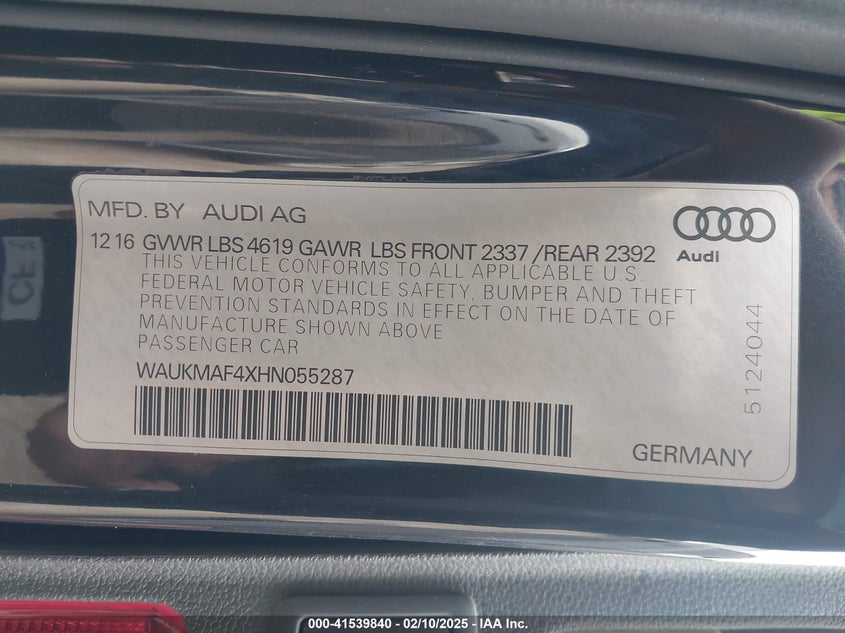 MFD. BY AUDI AG
12 16 GVWR LBS 4619 GAWR LBS FRONT 2337 /REAR 2392
THIS VEHICLE CONFORMS TO ALL APPLICABLE U.S.
FEDERAL MOTOR VEHICLE SAFETY, BUMPER AND THEFT
PREVENTION STANDARDS IN EFFECT ON THE DATE OF
MANUFACTURE SHOWN ABOVE
PASSENGER CAR
WAUKMAF4XHN055287
GERMANY
Audi
5124044
000-41539840 - 02/10/2025 - IAA Inc.